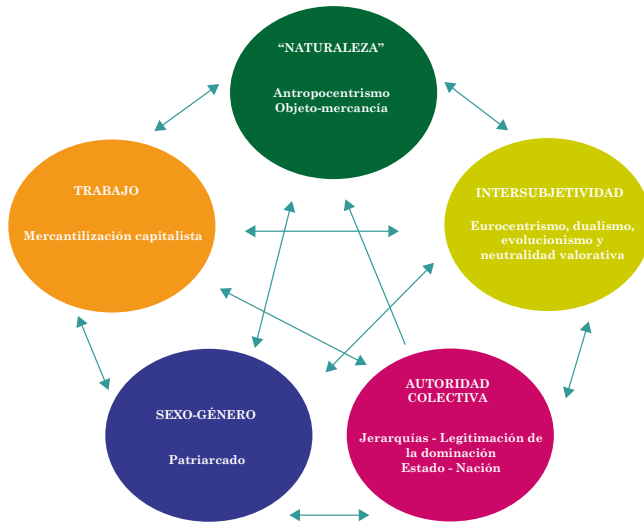 “NATURALEZA”
Antropocentrismo
Objeto-mercancía
TRABAJO
Mercantilización capitalista
INTERSUBJETIVIDAD
Eurocentrismo, dualismo,
evolucionismo y
neutralidad valorativa
SEXO-GÉNERO
Patriarcado
AUTORIDAD
COLECTIVA
Jerarquías - Legitimación de
la dominación
Estado - Nación